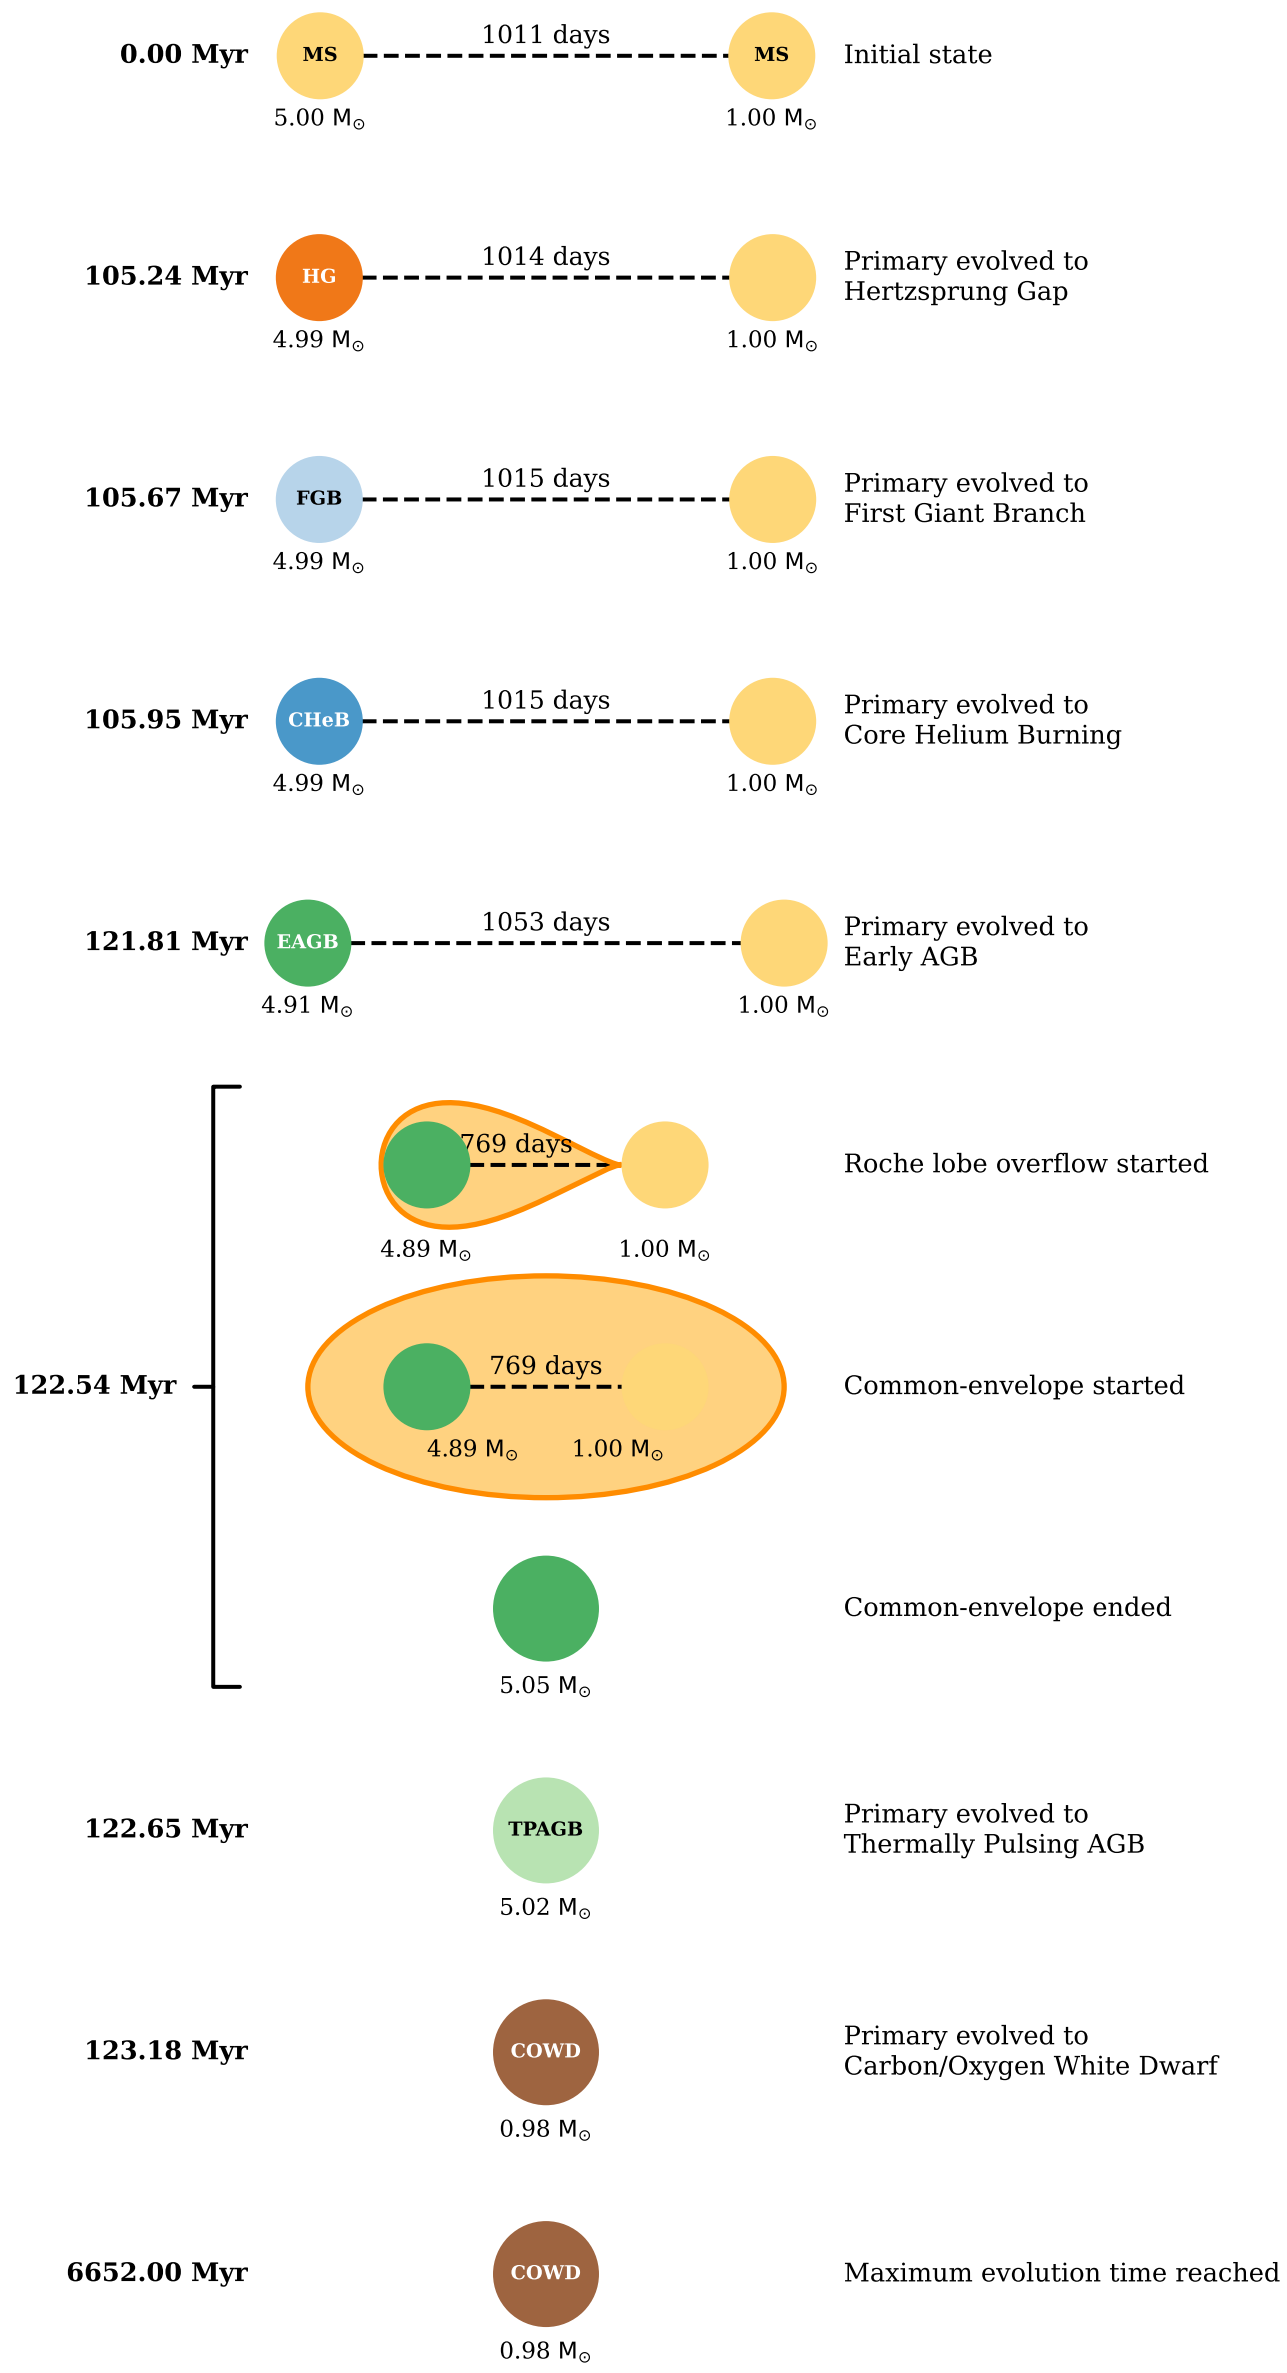 0.00 Myr MS 1011 days MS Initial state
5.00 M⊙ 1.00 M⊙
105.24 Myr HG 1014 days Primary evolved to
Hertzsprung Gap
4.99 M⊙ 1.00 M⊙
105.67 Myr FGB 1015 days Primary evolved to
First Giant Branch
4.99 M⊙ 1.00 M⊙
105.95 Myr CHeB 1015 days Primary evolved to
Core Helium Burning
4.99 M⊙ 1.00 M⊙
121.81 Myr EAGB 1053 days Primary evolved to
Early AGB
4.91 M⊙ 1.00 M⊙
769 days Roche lobe overflow started
4.89 M⊙ 1.00 M⊙
122.54 Myr 769 days Common-envelope started
4.89 M⊙ 1.00 M⊙
Common-envelope ended
5.05 M⊙
122.65 Myr TPAGB Primary evolved to
Thermally Pulsing AGB
5.02 M⊙
123.18 Myr COWD Primary evolved to
Carbon/Oxygen White Dwarf
0.98 M⊙
6652.00 Myr COWD Maximum evolution time reached
0.98 M⊙